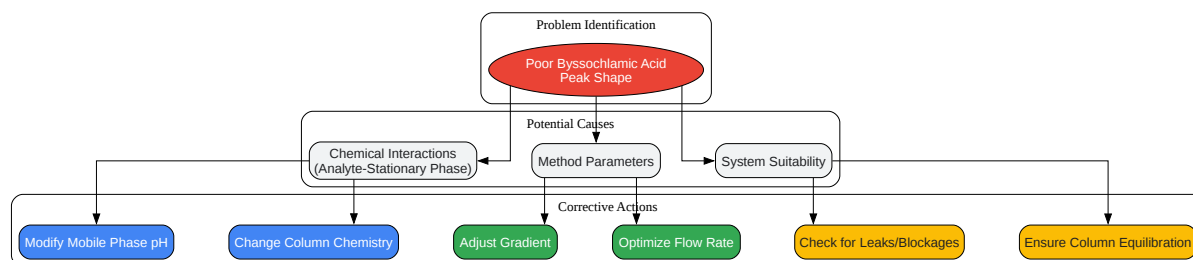 Problem Identification
Poor Byssochlamic Acid
Peak Shape
Potential Causes
Chemical Interactions
(Analyte-Stationary Phase)
Method Parameters
System Suitability
Corrective Actions
Modify Mobile Phase pH
Change Column Chemistry
Adjust Gradient
Optimize Flow Rate
Check for Leaks/Blockages
Ensure Column Equilibration